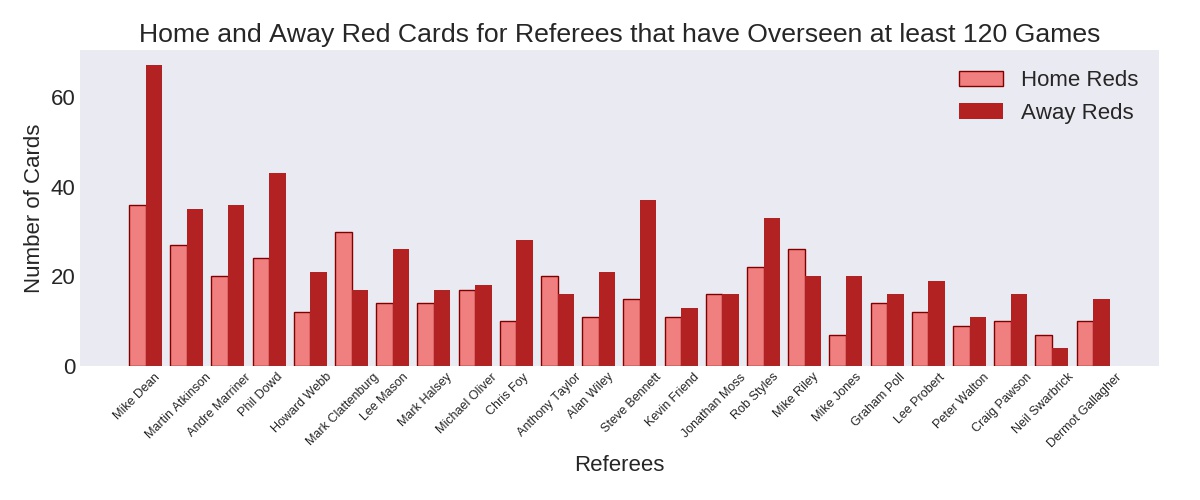 Home and Away Red Cards for Referees that have Overseen at least 120 Games
Home Reds
Away Reds
Number of Cards
60
40
20
0
Mike Dean
Martin Atkinson
Andre Marriner
Phil Dowd
Howard Webb
Mark Clattenburg
Lee Mason
Mark Halsey
Michael Oliver
Chris Foy
Anthony Taylor
Alan Wiley
Steve Bennett
Kevin Friend
Jonathan Moss
Rob Styles
Mike Riley
Mike Jones
Graham Poll
Lee Probert
Peter Walton
Craig Pawson
Neil Swarbrick
Dermot Gallagher
Referees